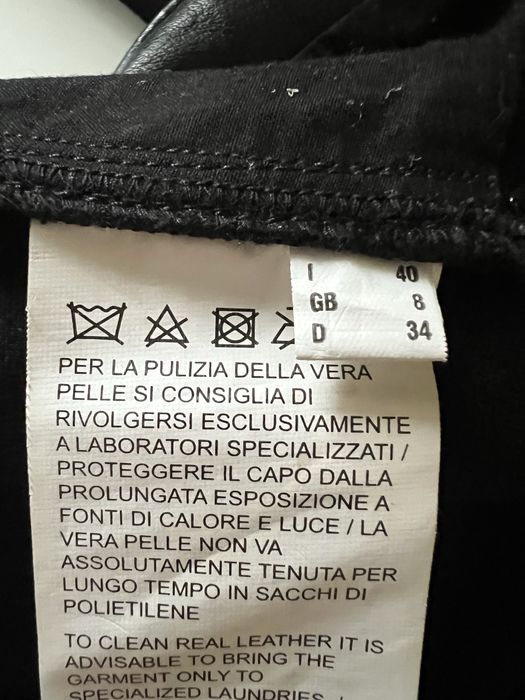 I 40
GB 8
D 34
PER LA PULIZIA DELLA VERA
PELLE SI CONSIGLIA DI
RIVOLGERSI ESCLUSIVAMENTE
A LABORATORI SPECIALIZZATI /
PROTEGGERE IL CAPO DALLA
PROLUNGATA ESPOSIZIONE A
FONTI DI CALORE E LUCE / LA
VERA PELLE NON VA
ASSOLUTAMENTE TENUTA PER
LUNGO TEMPO IN SACCHI DI
POLIETILENE
TO CLEAN REAL LEATHER IT IS
ADVISABLE TO BRING THE
GARMENT ONLY TO
SPECIALIZED LAUNDRIES /